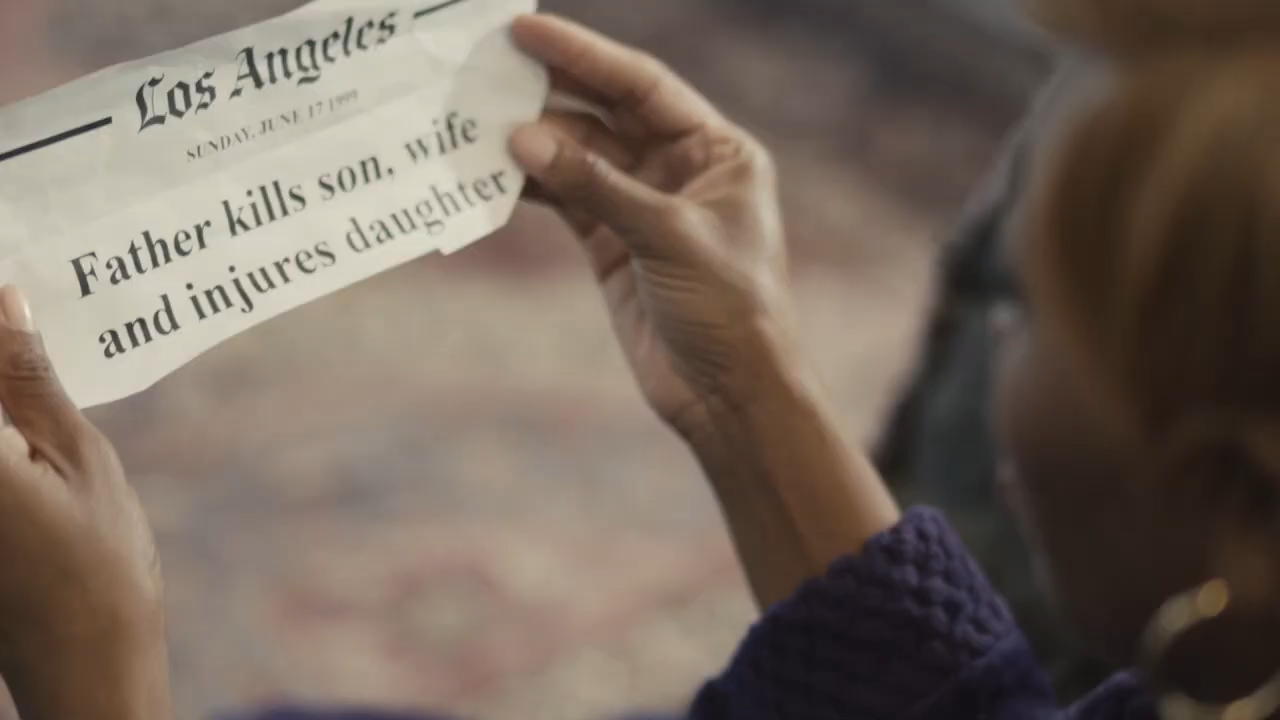 Los Angeles
SUNDAY, JUNE 17 1999
Father kills son, wife
and injures daughter